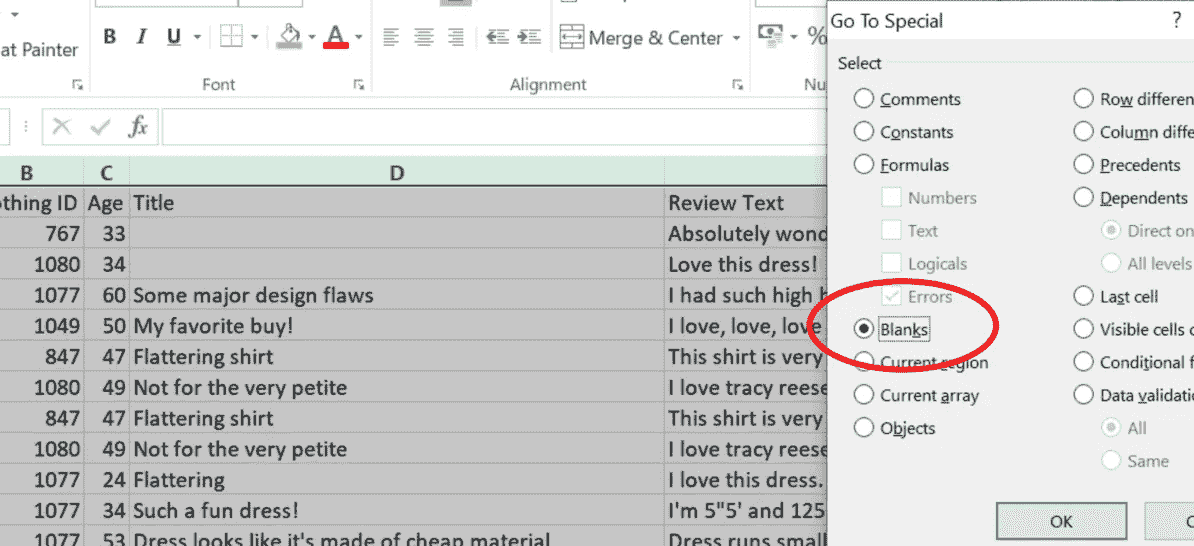 Go To Special ?
at Painter B I U A Merge & Center %
Font Alignment Nu
fx
B C D
othing ID Age Title Review Text
767 33 Absolutely wond
1080 34 Love this dress!
1077 60 Some major design flaws I had such high h
1049 50 My favorite buy! I love, love, love
847 47 Flattering shirt This shirt is very
1080 49 Not for the very petite I love tracy reese
847 47 Flattering shirt This shirt is very
1080 49 Not for the very petite I love tracy reese
1077 24 Flattering I love this dress.
1077 34 Such a fun dress! I'm 5"5' and 125
1077 53 Dress looks like it's made of cheap material Dress runs small
Select
Comments Row differen
Constants Column diffe
Formulas Precedents
Numbers Dependents
Text Direct on
Logicals All levels
Errors Last cell
Blanks Visible cells o
Current region Conditional f
Current array Data validatio
Objects All
Same
OK C